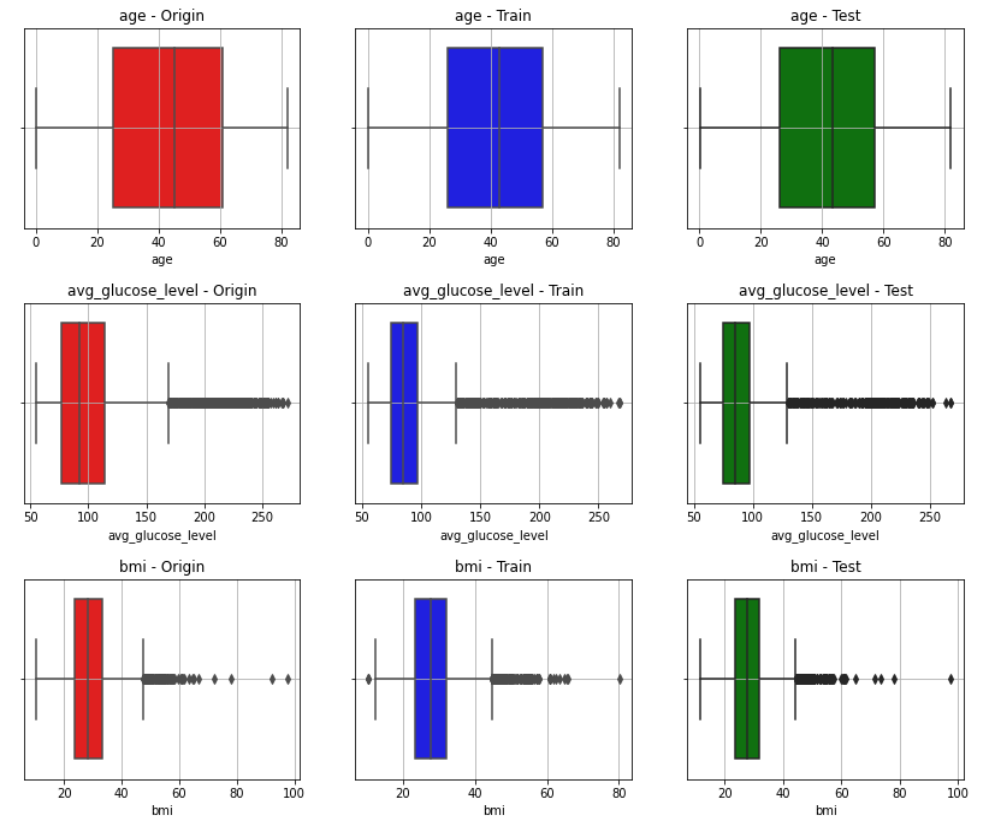 age - Origin
age - Train
age - Test
0 20 40 60 80
0 20 40 60 80
0 20 40 60 80
age
age
age
avg_glucose_level - Origin
avg_glucose_level - Train
avg_glucose_level - Test
50 100 150 200 250
50 100 150 200 250
50 100 150 200 250
avg_glucose_level
avg_glucose_level
avg_glucose_level
bmi - Origin
bmi - Train
bmi - Test
20 40 60 80 100
20 40 60 80
20 40 60 80 100
bmi
bmi
bmi